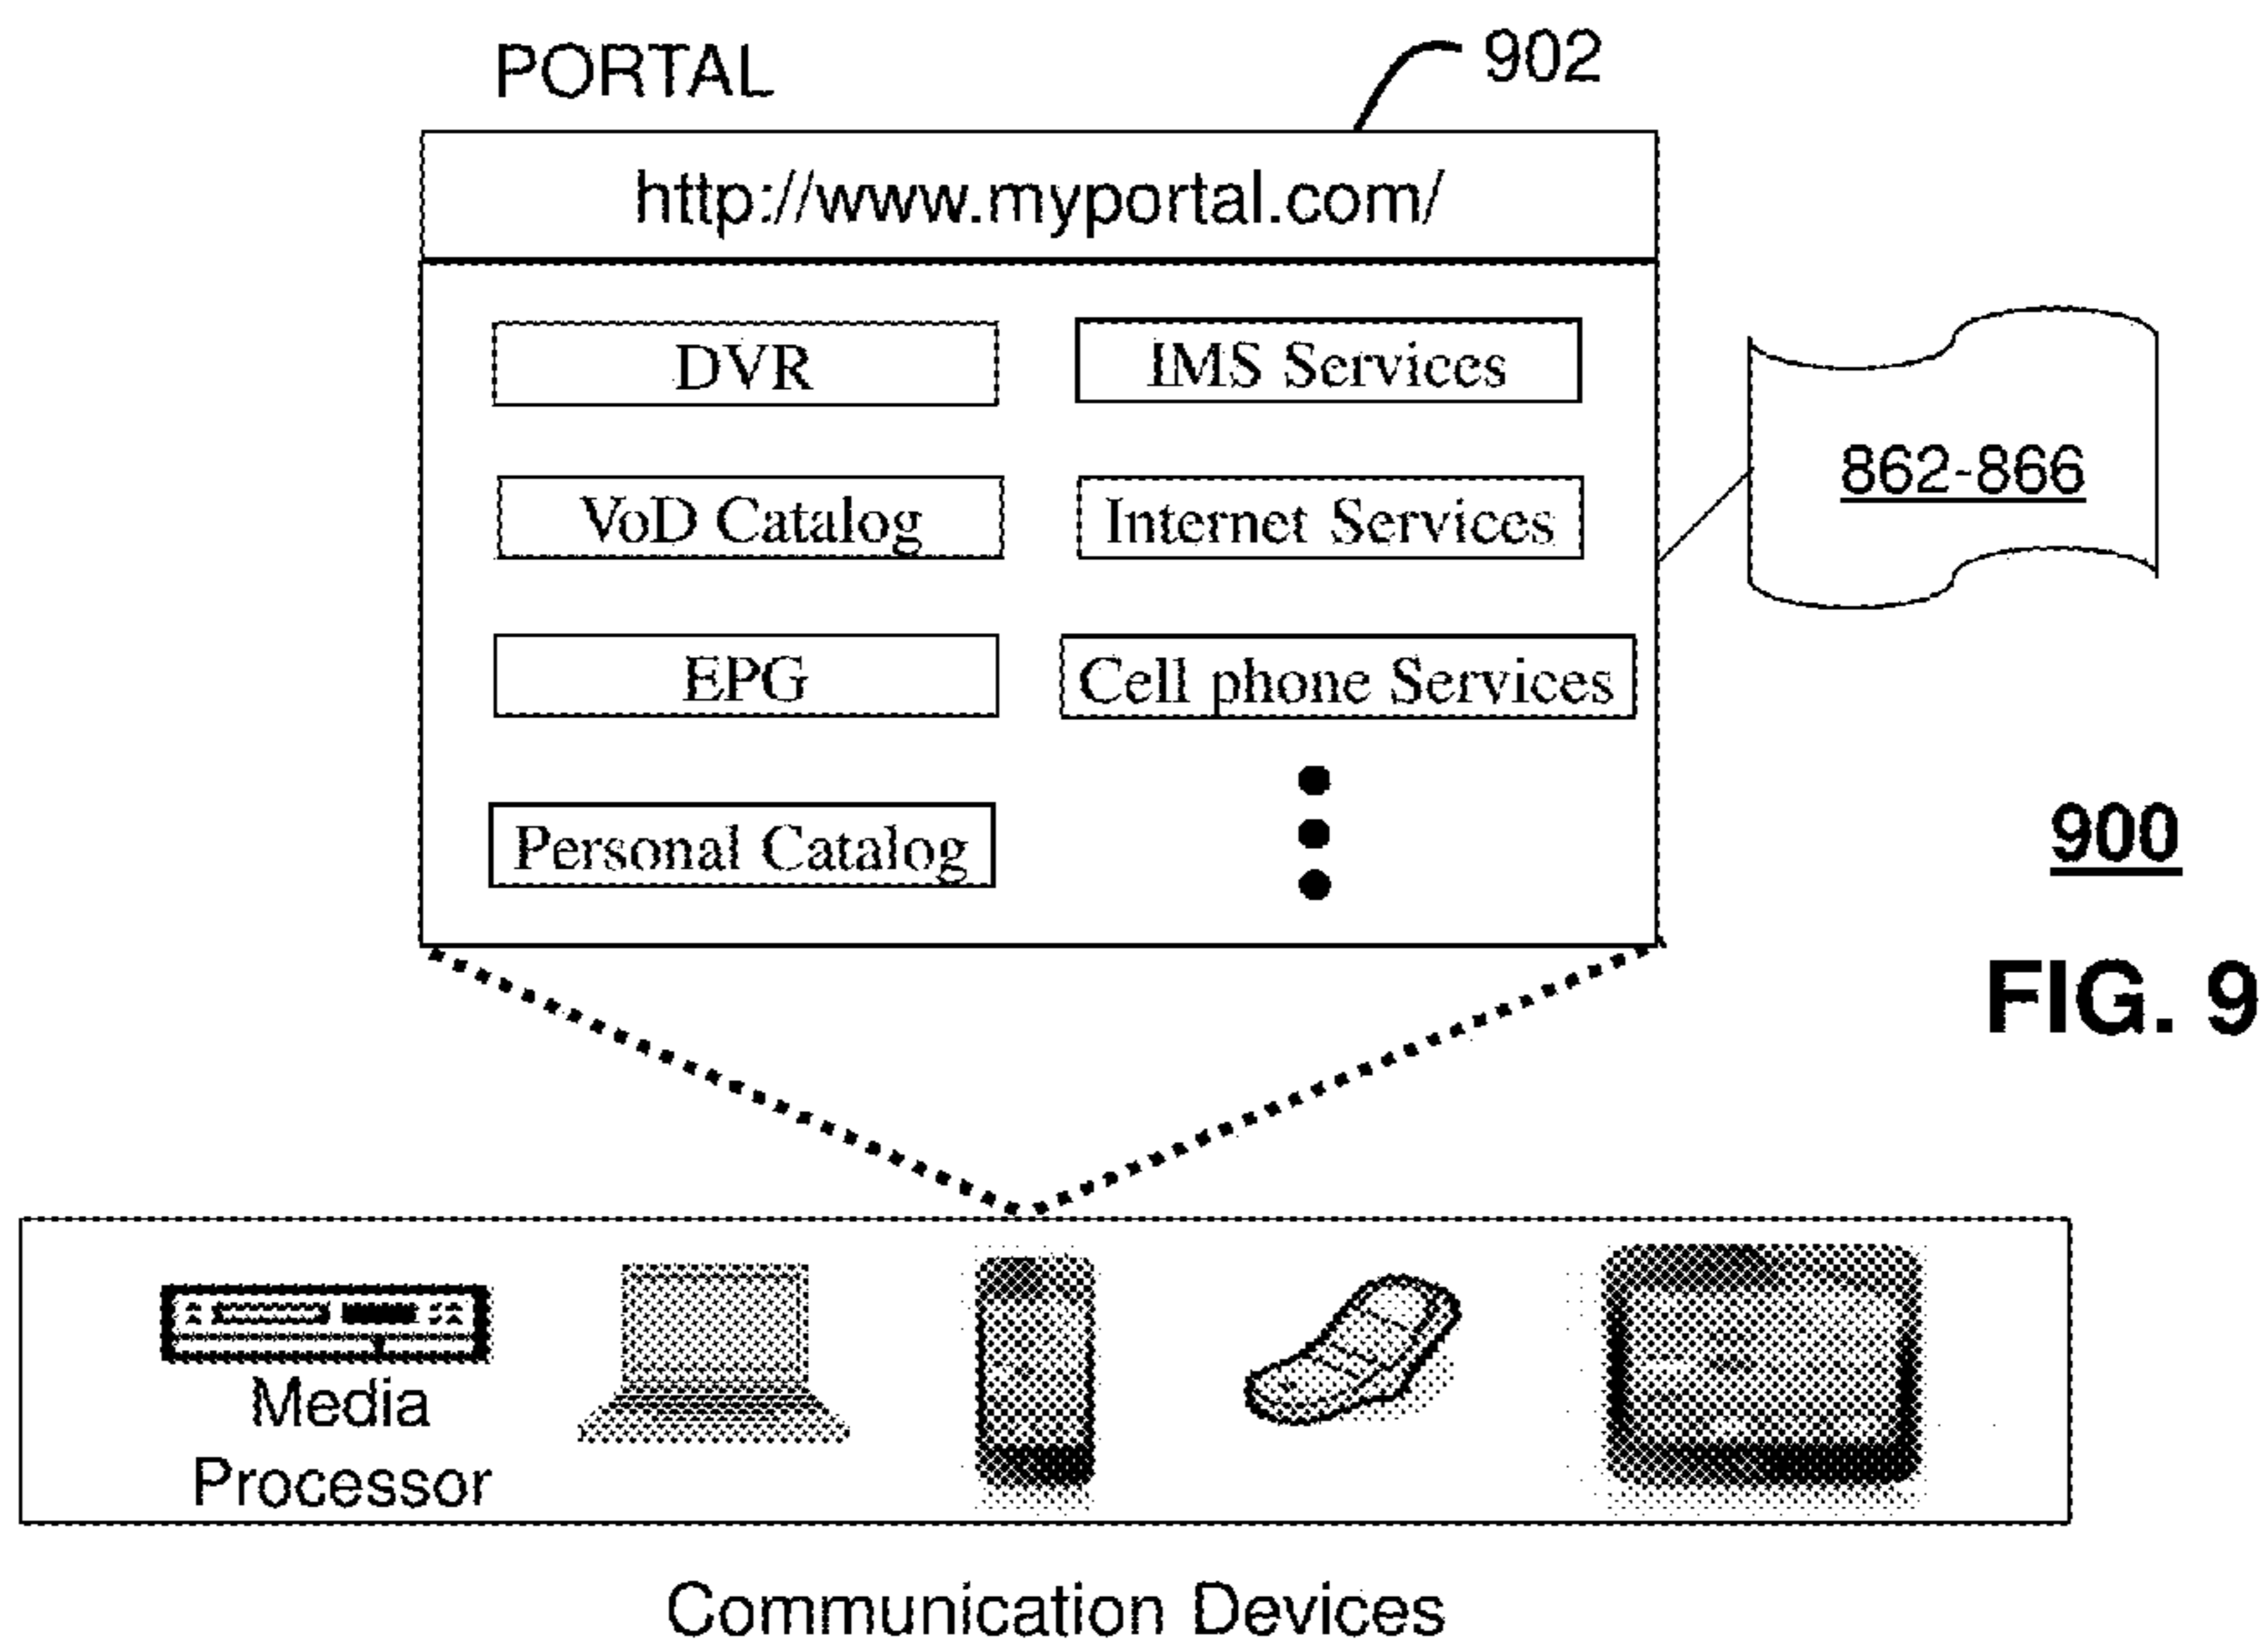 PORTAL
902
http://www.myportal.com/
DVR
IMS Services
VoD Catalog
Internet Services
862-866
EPG
Cell phone Services
Personal Catalog
900
FIG. 9
Media
Processor
Communication Devices